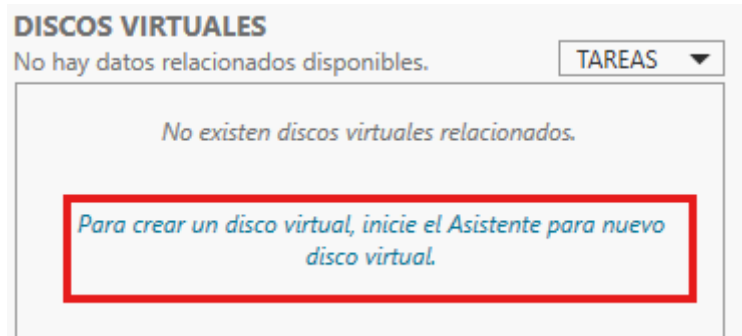 DISCOS VIRTUALES
No hay datos relacionados disponibles.
TAREAS
No existen discos virtuales relacionados.
Para crear un disco virtual, inicie el Asistente para nuevo
disco virtual.